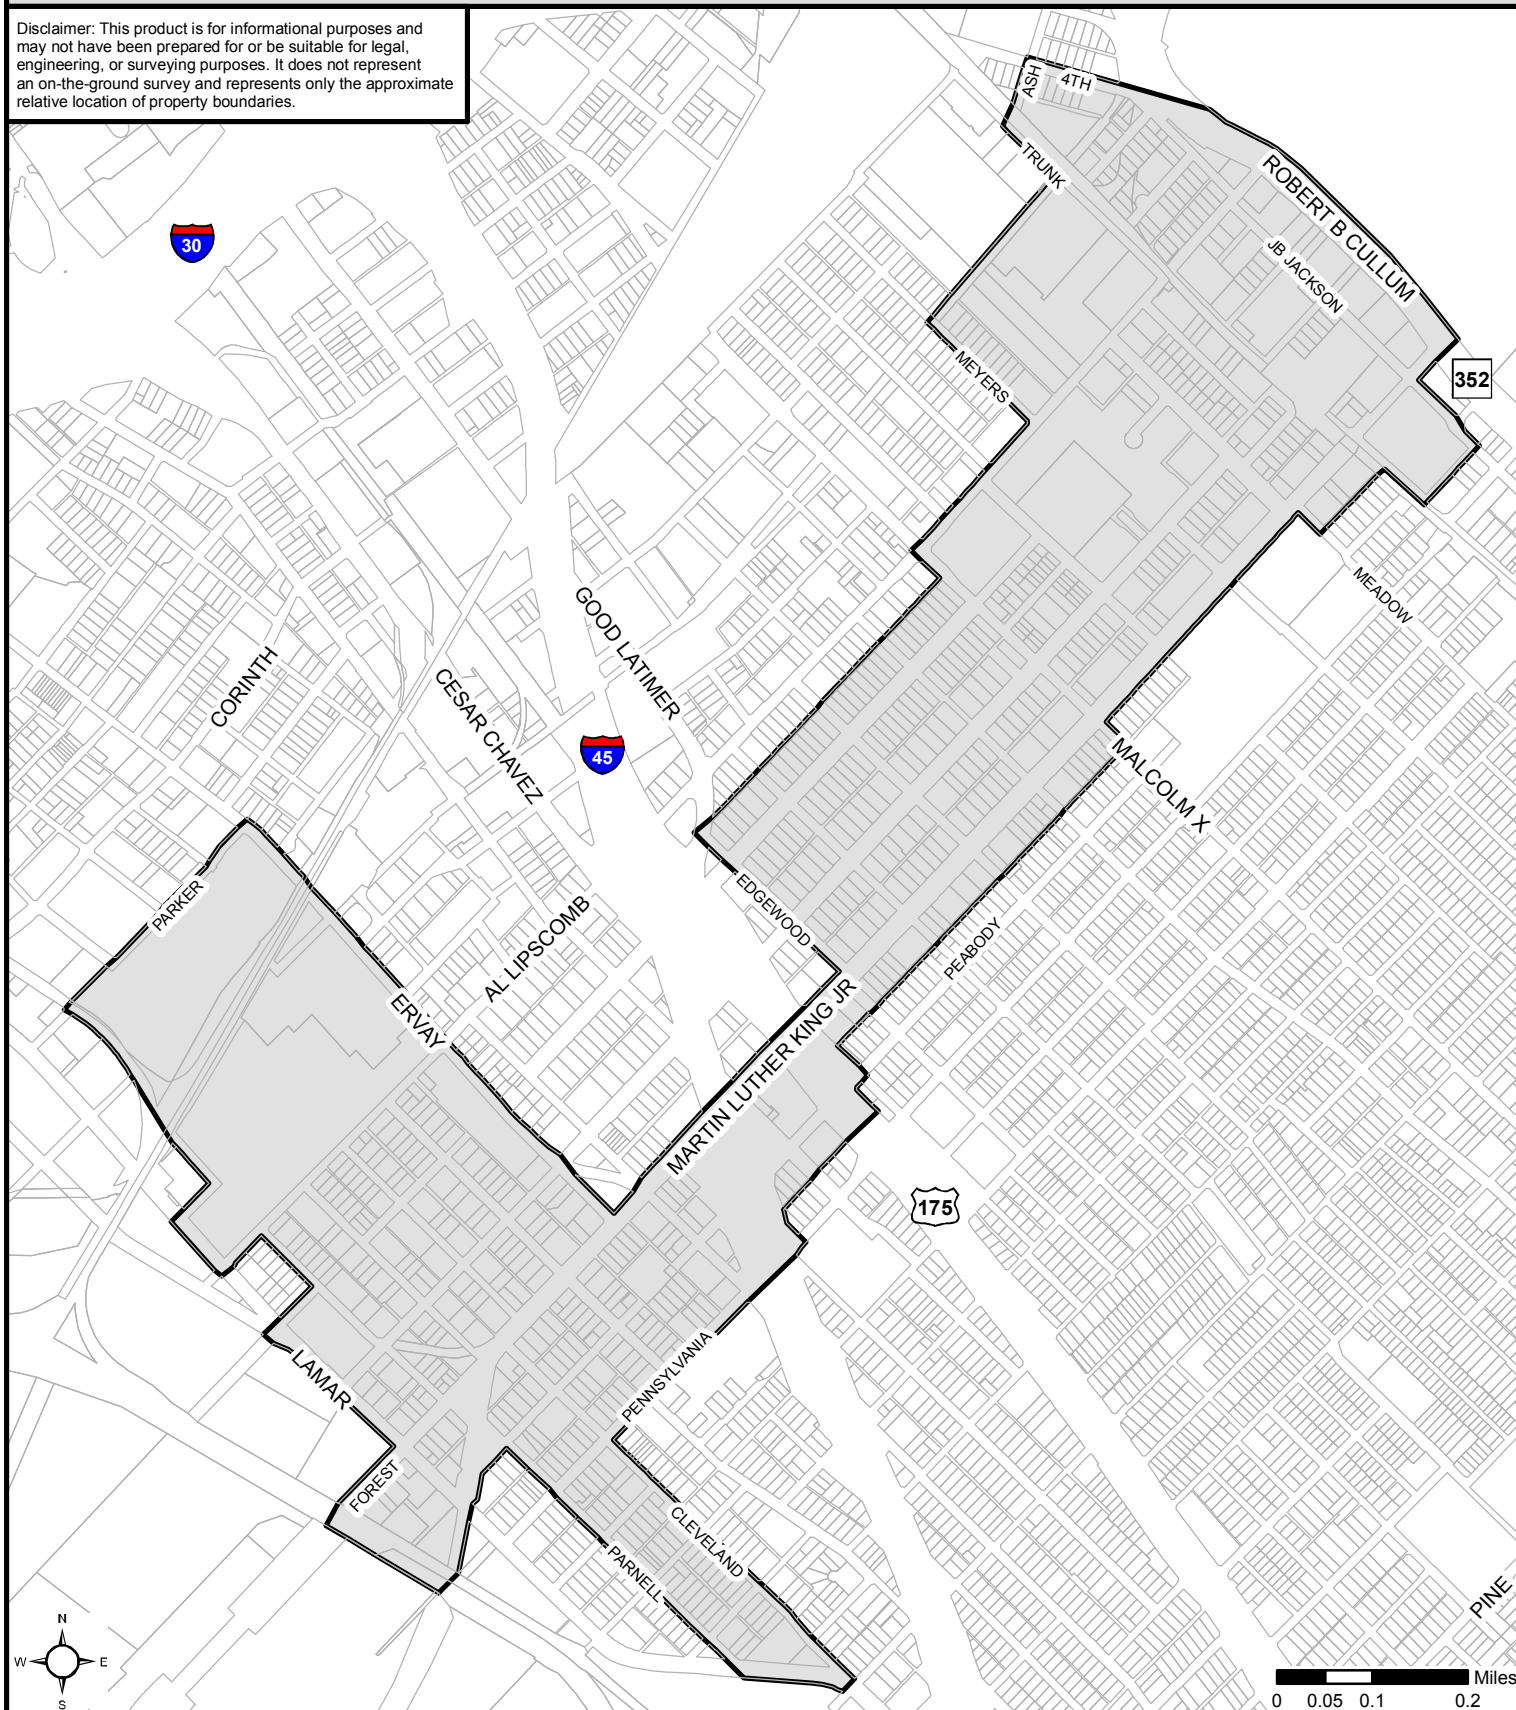 Disclaimer: This product is for informational purposes and
may not have been prepared for or be suitable for legal,
engineering, or surveying purposes. It does not represent
an on-the-ground survey and represents only the approximate
relative location of property boundaries.
ASH
4TH
TRUNK
ROBERT B CULLUM
30
JB JACKSON
MEYERS
352
MEADOW
GOOD LATIMER
CORINTH
CESAR CHAVEZ
45
MALCOLM X
PARKER
EDGEWOOD
AL LIPSCOMB
PEABODY
ERVAY
MARTIN LUTHER KING JR
175
LAMAR
PENNSYLVANIA
FOREST
CLEVELAND
PARNELL
PINE
N
W
E
S
Miles
0
0.05
0.1
0.2